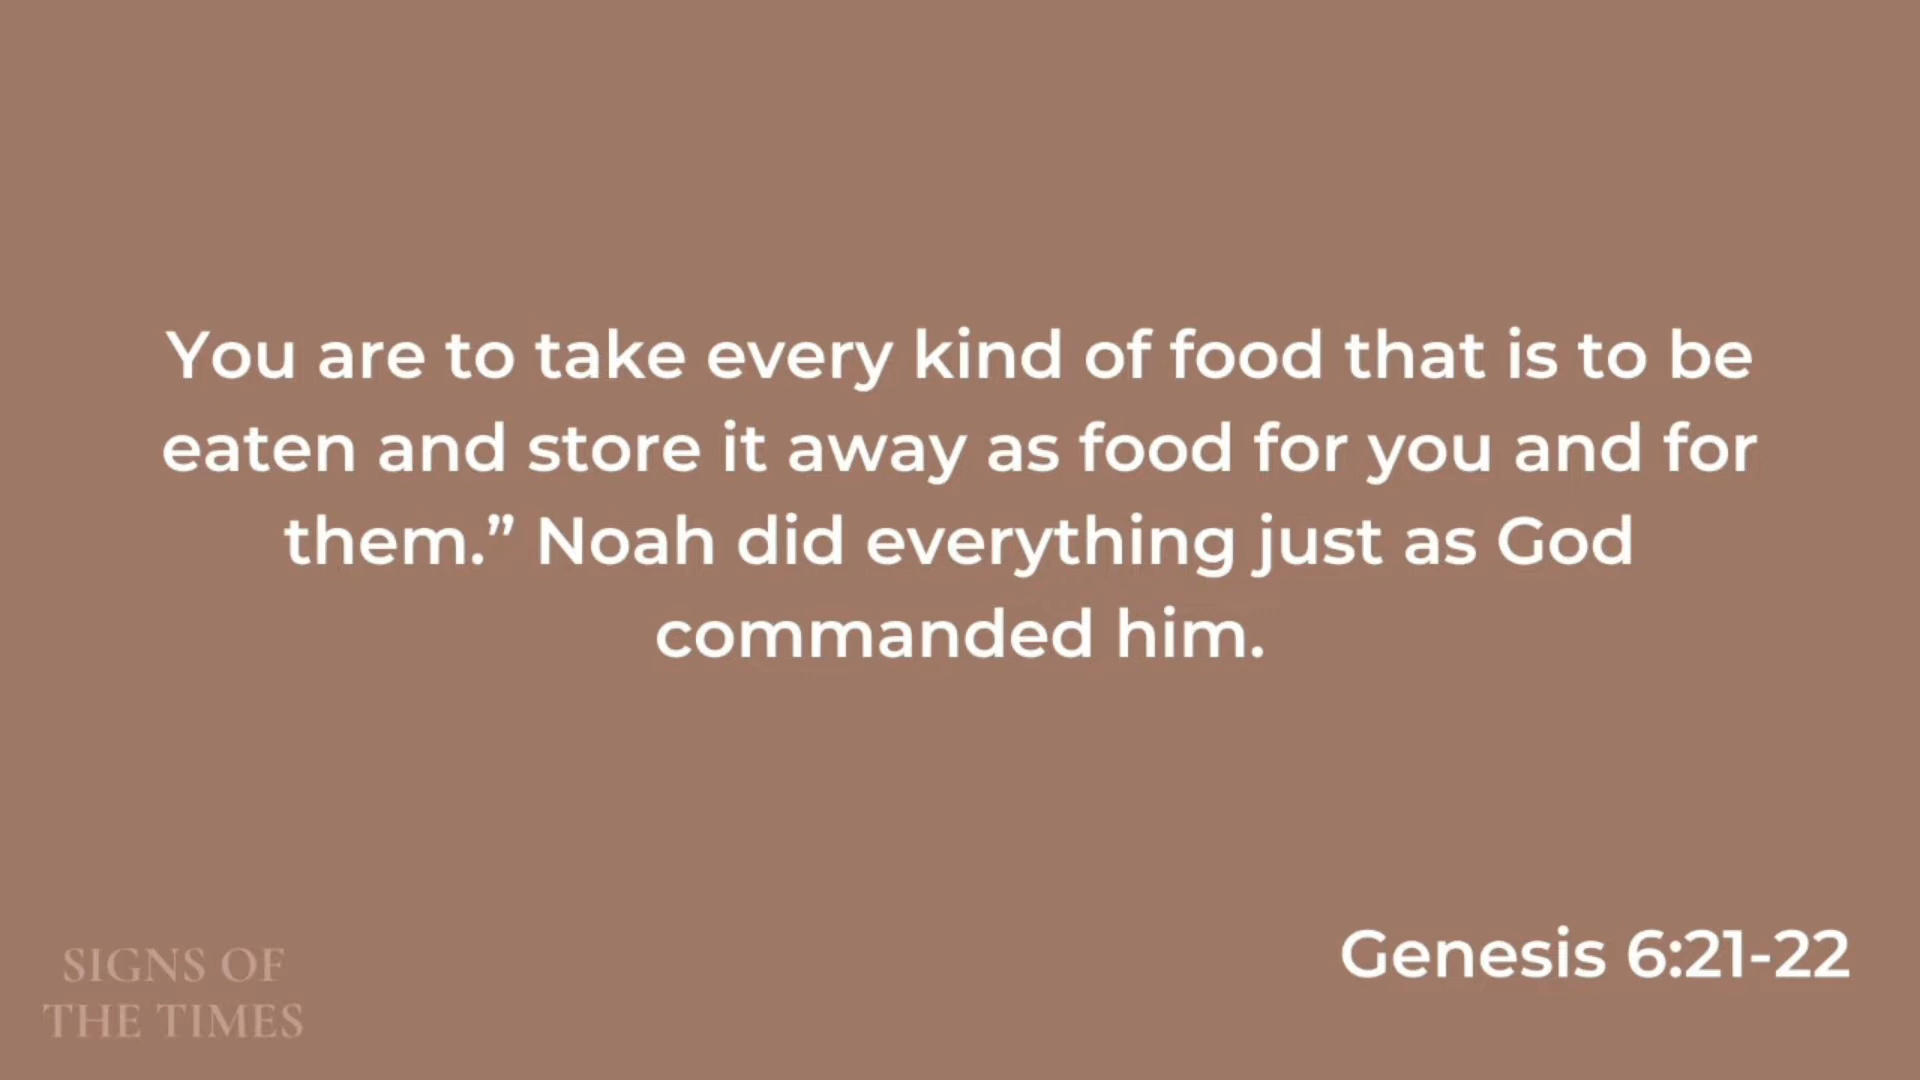 You are to take every kind of food that is to be
eaten and store it away as food for you and for
them.” Noah did everything just as God
commanded him.
Genesis 6:21-22
SIGNS OF
THE TIMES